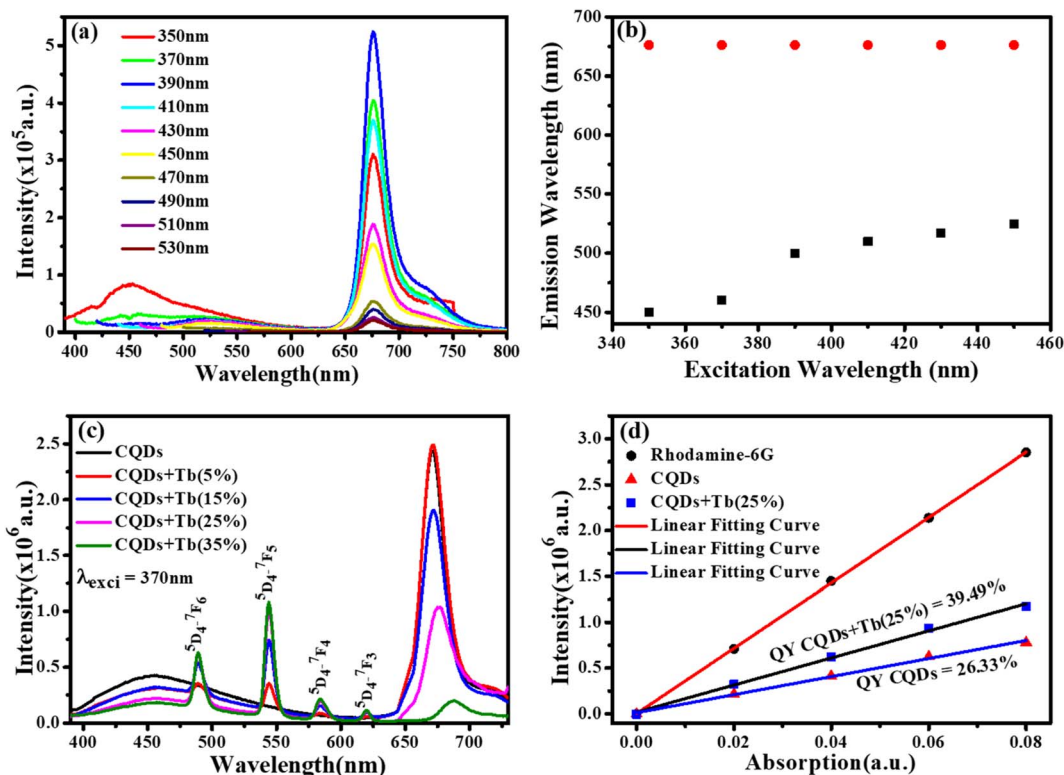 (a)
350nm
370nm
390nm
410nm
430nm
450nm
470nm
490nm
510nm
530nm
Intensity(x10⁵a.u.)
5
4
3
2
1
0
400 450 500 550 600 650 700 750 800
Wavelength(nm)
(b)
Emission Wavelength (nm)
700
650
600
550
500
450
340 360 380 400 420 440 460
Excitation Wavelength (nm)
(c)
CQDs
CQDs+Tb(5%)
CQDs+Tb(15%)
CQDs+Tb(25%)
CQDs+Tb(35%)
λexci = 370nm
⁵D₄-⁷F₆
⁵D₄-⁷F₅
⁵D₄-⁷F₄
⁵D₄-⁷F₃
Intensity(x10⁶ a.u.)
2.5
2.0
1.5
1.0
0.5
0.0
400 450 500 550 600 650 700
Wavelength(nm)
(d)
Rhodamine-6G
CQDs
CQDs+Tb(25%)
Linear Fitting Curve
Linear Fitting Curve
Linear Fitting Curve
QY CQDs+Tb(25%) = 39.49%
QY CQDs = 26.33%
Intensity(x10⁶ a.u.)
3.0
2.5
2.0
1.5
1.0
0.5
0.0
0.00 0.02 0.04 0.06 0.08
Absorption(a.u.)